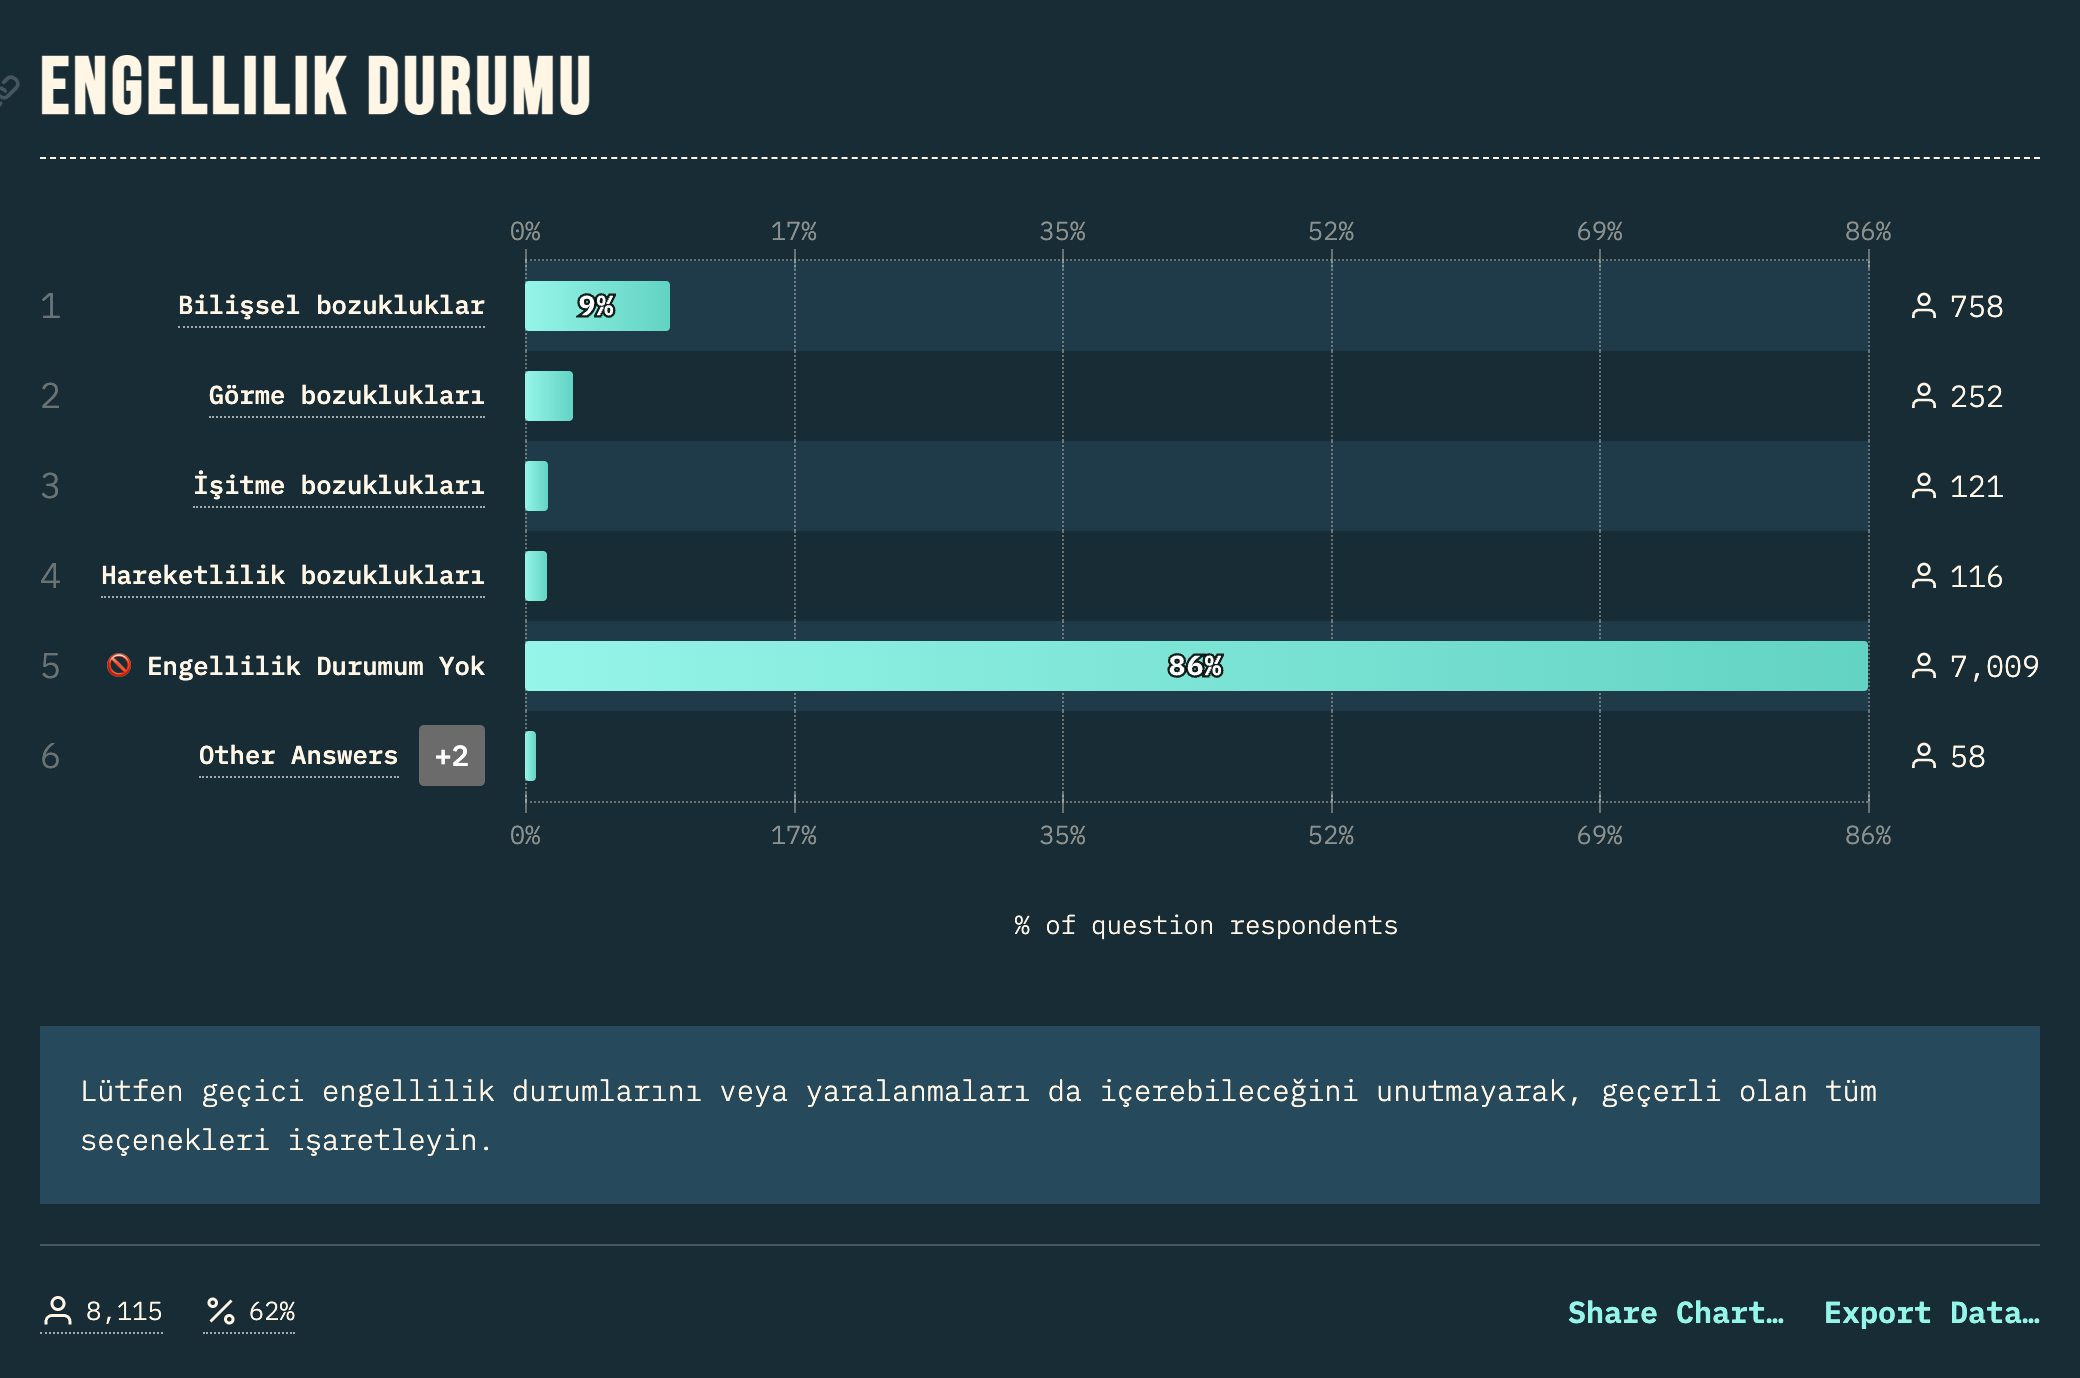 ENGELLILIK DURUMU
0% 17% 35% 52% 69% 86%
1 Bilişsel bozukluklar 9% 758
2 Görme bozuklukları 252
3 İşitme bozuklukları 121
4 Hareketlilik bozuklukları 116
5 Engellilik Durumum Yok 86% 7,009
6 Other Answers +2 58
0% 17% 35% 52% 69% 86%
% of question respondents
Lütfen geçici engellilik durumlarını veya yaralanmaları da içerebileceğini unutmayarak, geçerli olan tüm
seçenekleri işaretleyin.
8,115 62% Share Chart… Export Data…